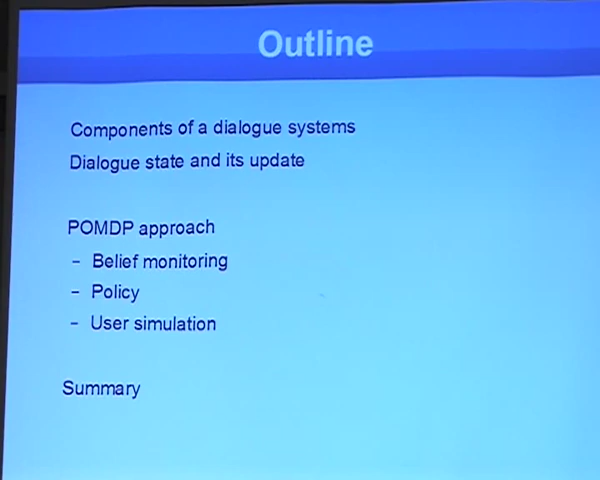 Outline
Components of a dialogue systems
Dialogue state and its update
POMDP approach
– Belief monitoring
– Policy
– User simulation
Summary